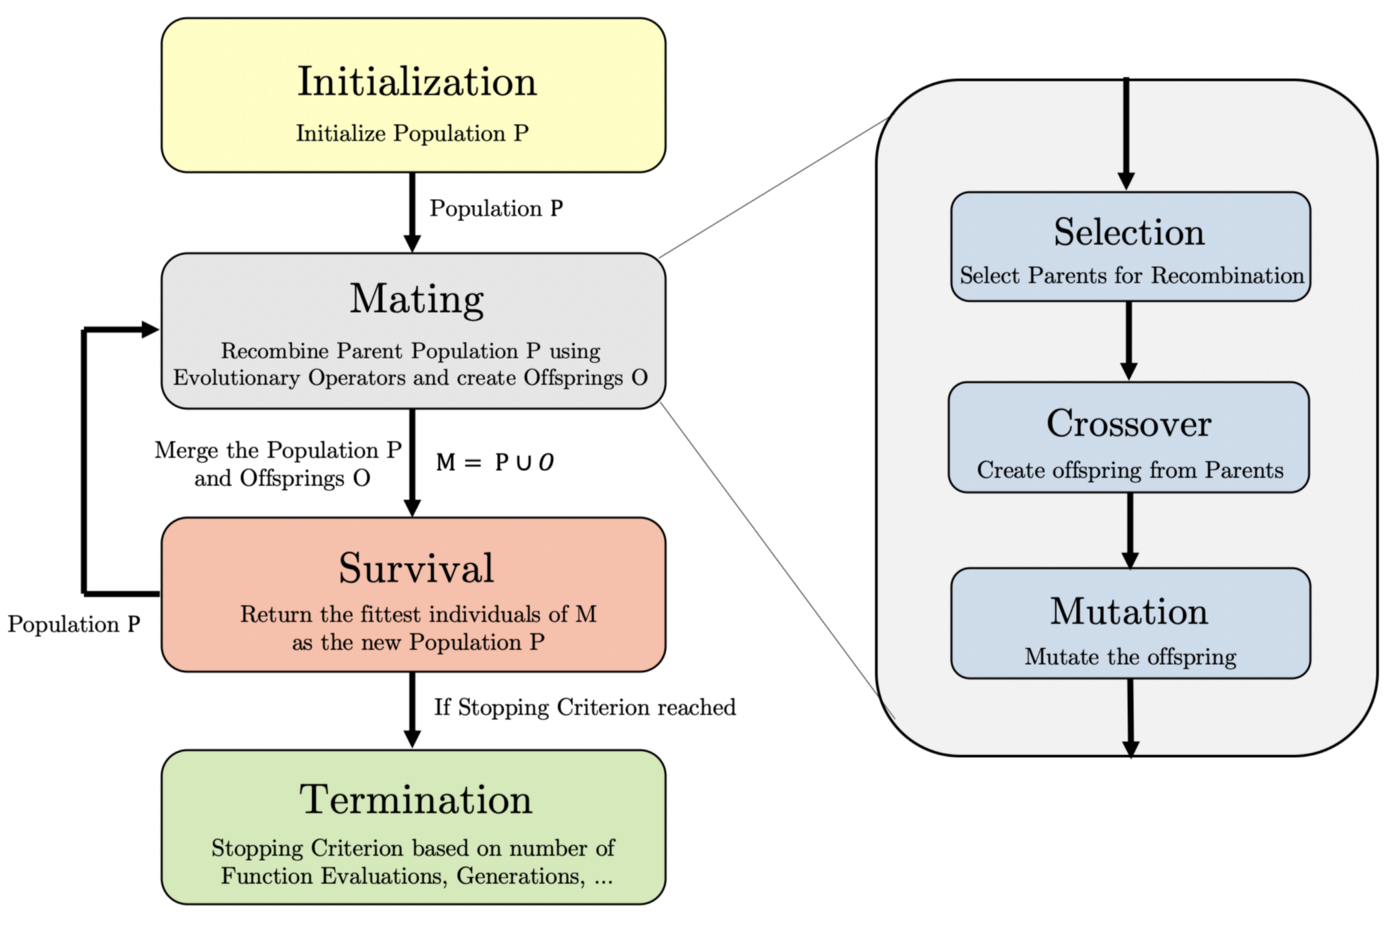 Initialization
Initialize Population P
Population P
Mating
Recombine Parent Population P using
Evolutionary Operators and create Offsprings O
Merge the Population P
and Offsprings O
M = P ∪ O
Survival
Return the fittest individuals of M
as the new Population P
Population P
If Stopping Criterion reached
Termination
Stopping Criterion based on number of
Function Evaluations, Generations, ...
Selection
Select Parents for Recombination
Crossover
Create offspring from Parents
Mutation
Mutate the offspring